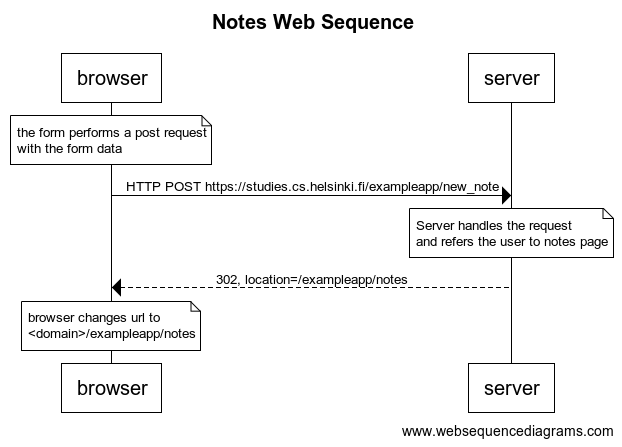 Notes Web Sequence
browser
server
the form performs a post request
with the form data
HTTP POST https://studies.cs.helsinki.fi/exampleapp/new_note
Server handles the request
and refers the user to notes page
302, location=/exampleapp/notes
browser changes url to
<domain>/exampleapp/notes
browser
server
www.websequencediagrams.com